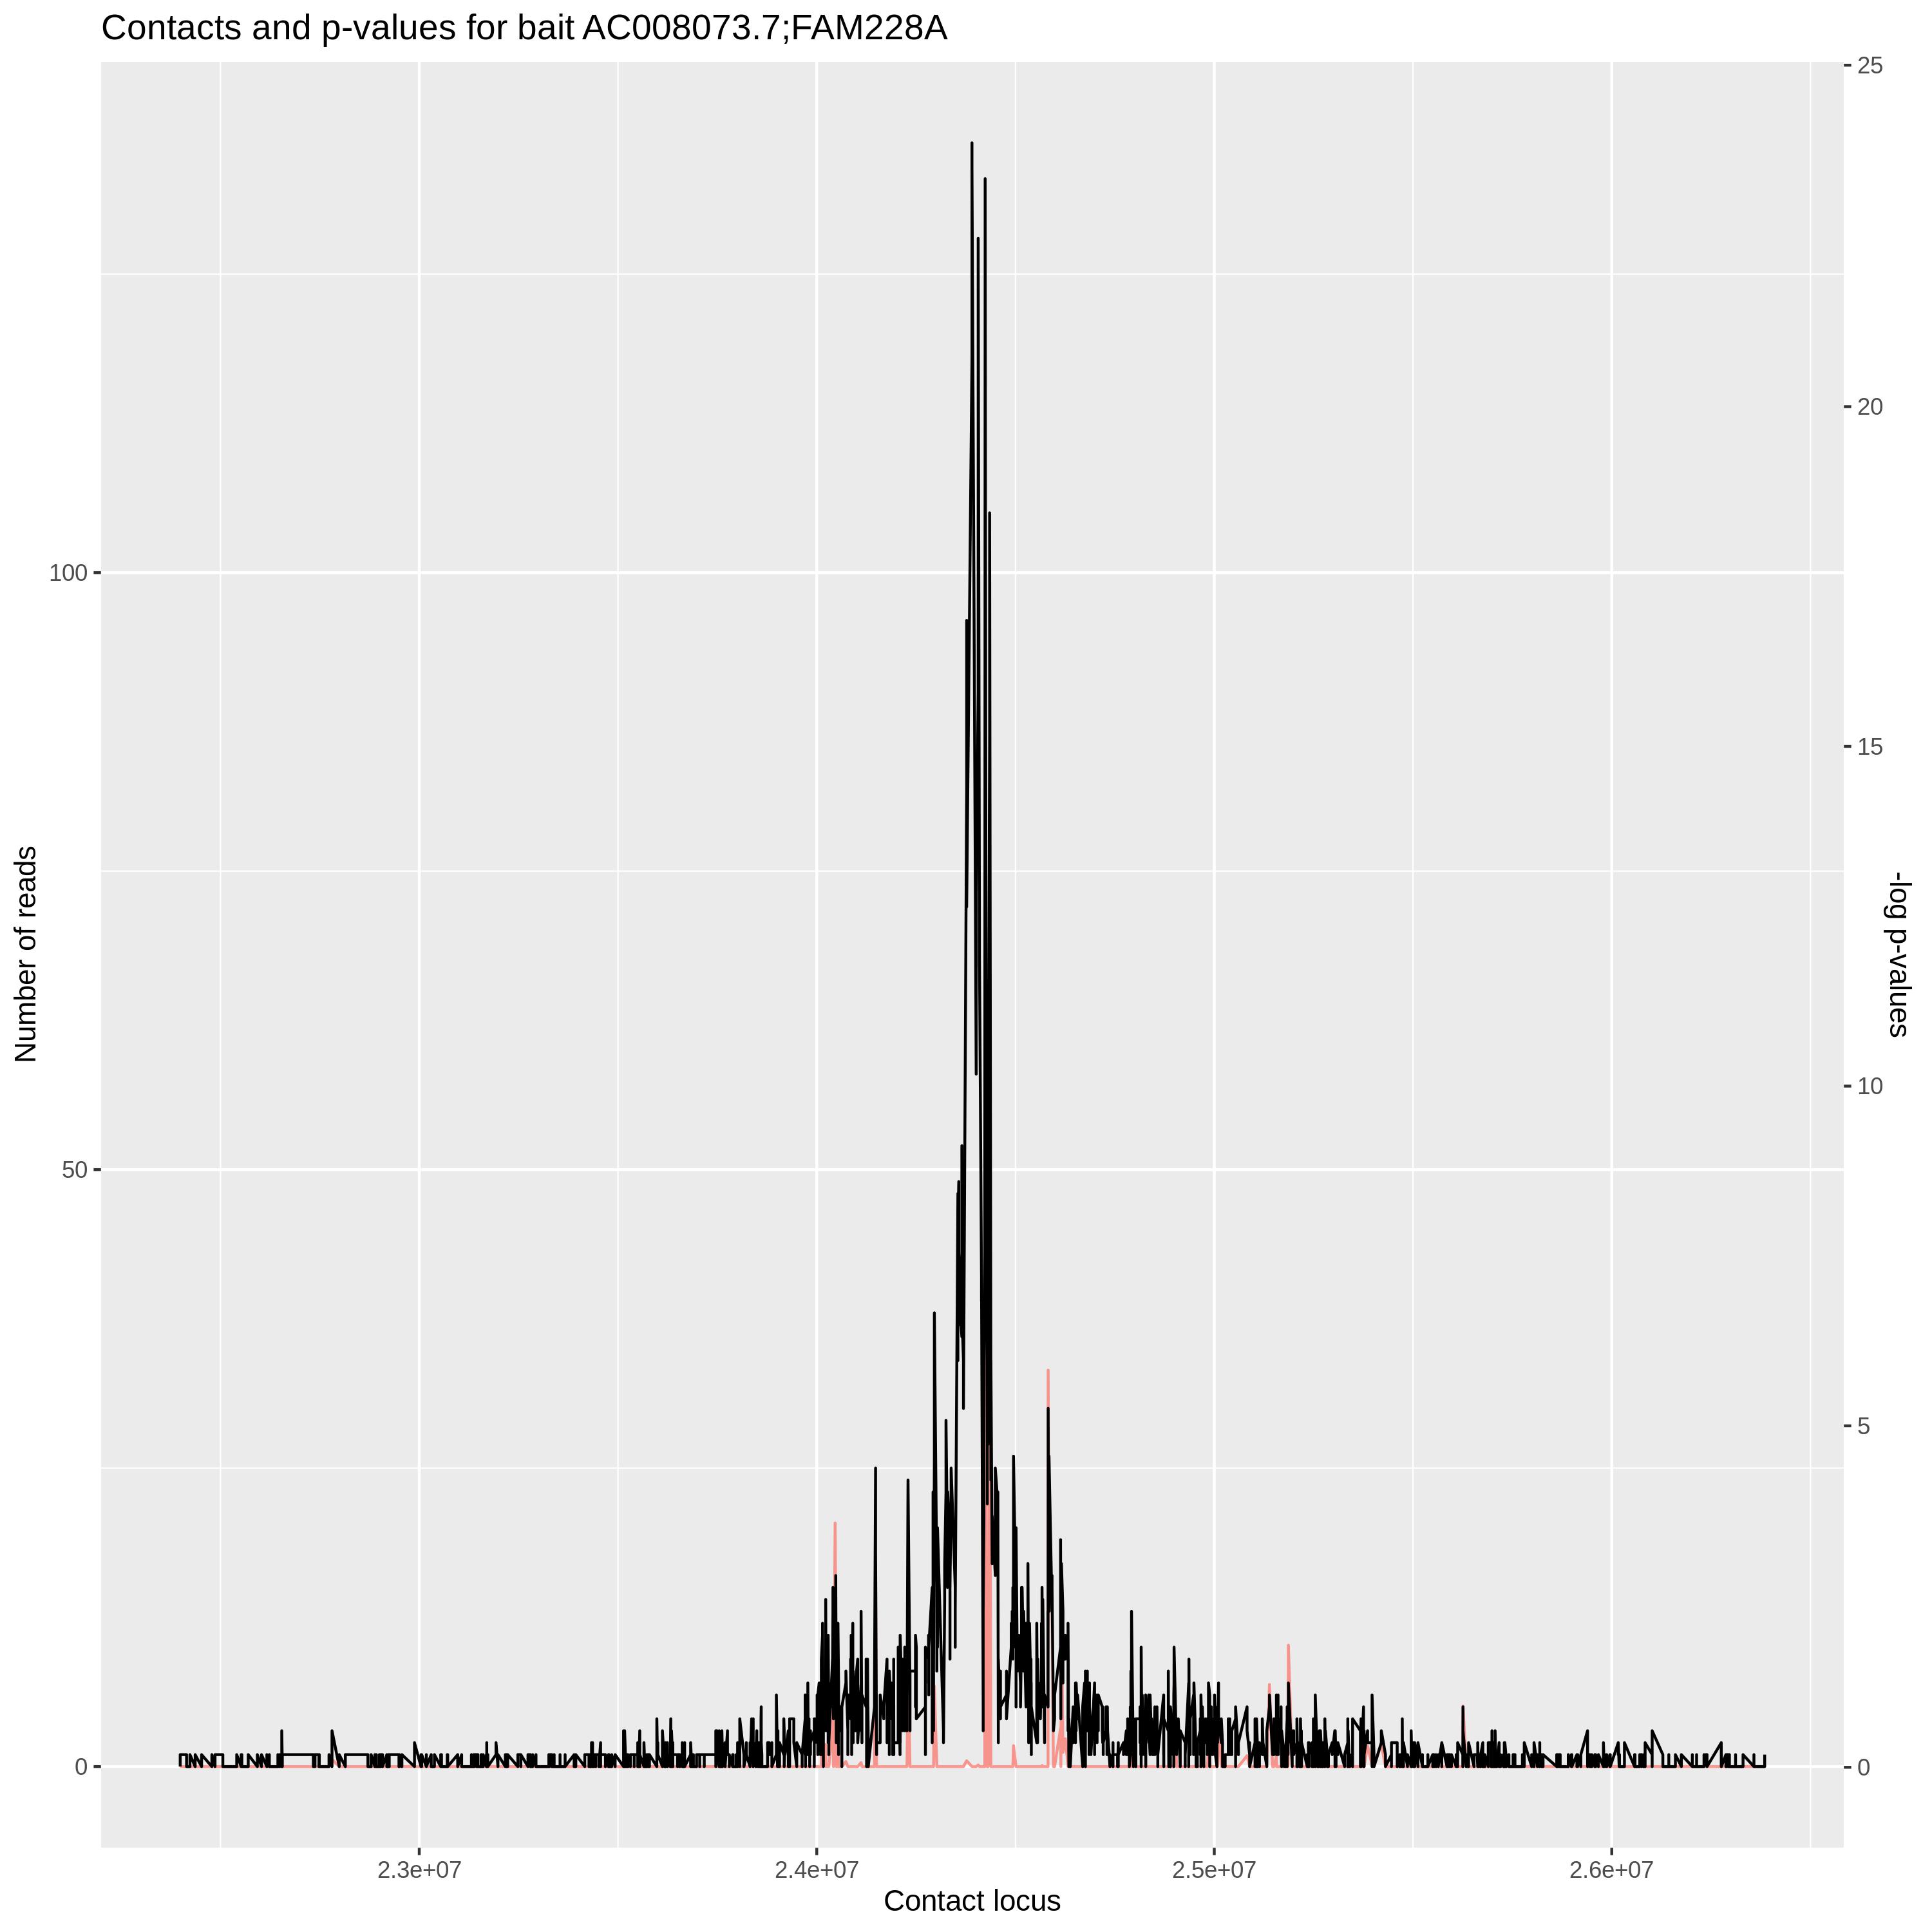 Contacts and p-values for bait AC008073.7;FAM228A
Number of reads
100
50
0
25
20
15
10
5
0
-log p-values
2.3e+07
2.4e+07
2.5e+07
2.6e+07
Contact locus